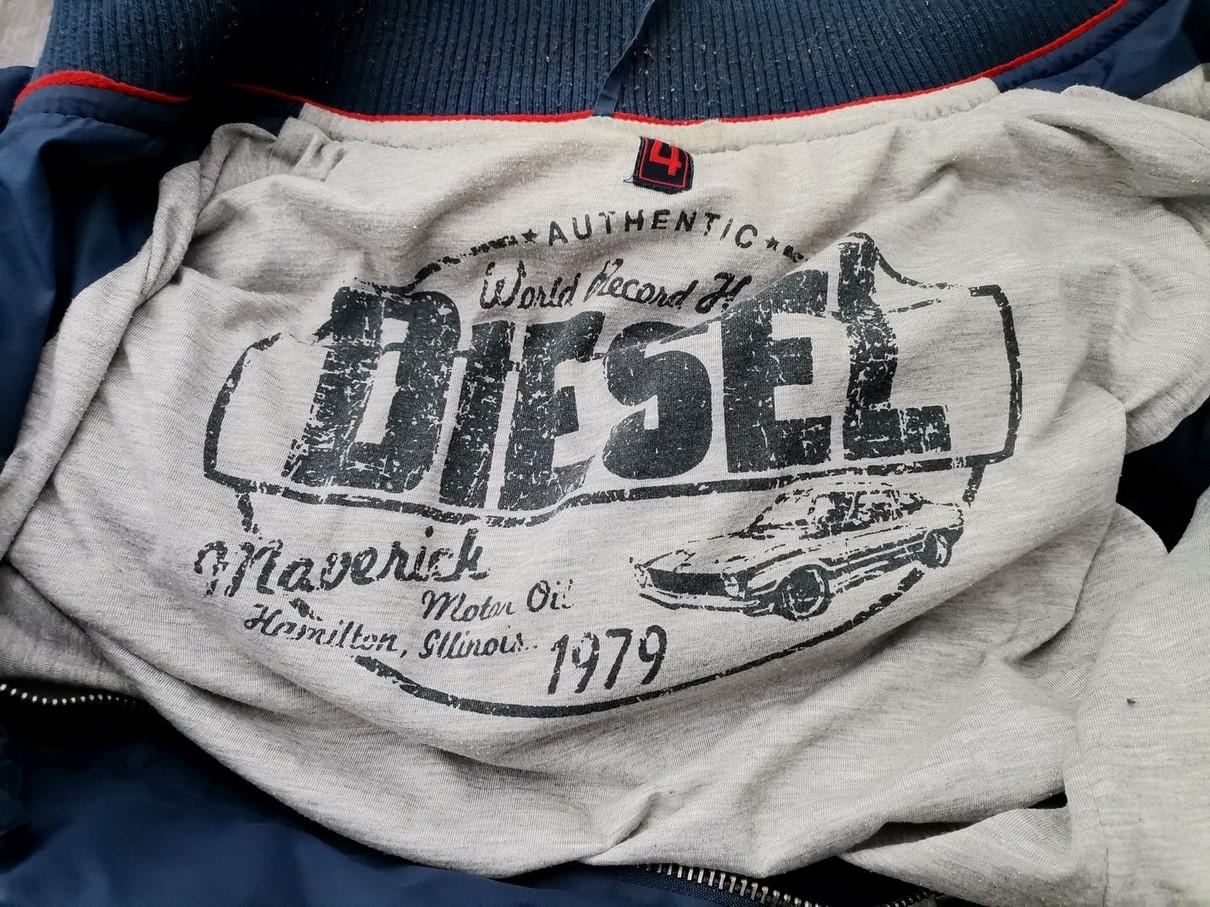 4
AUTHENTIC
World Record
DIESEL
Maverick
Motor Oil
Hamilton, Illinois
1979